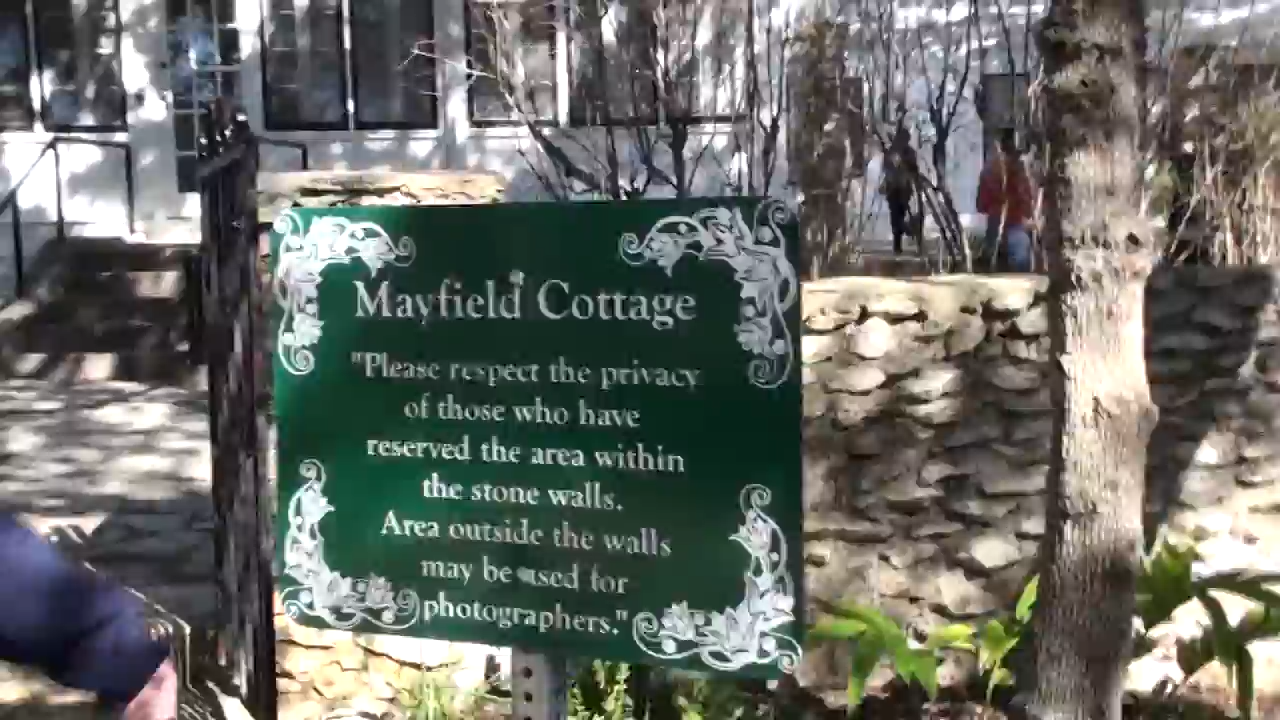 Mayfield Cottage
"Please respect the privacy
of those who have
reserved the area within
the stone walls.
Area outside the walls
may be used for
photographers."